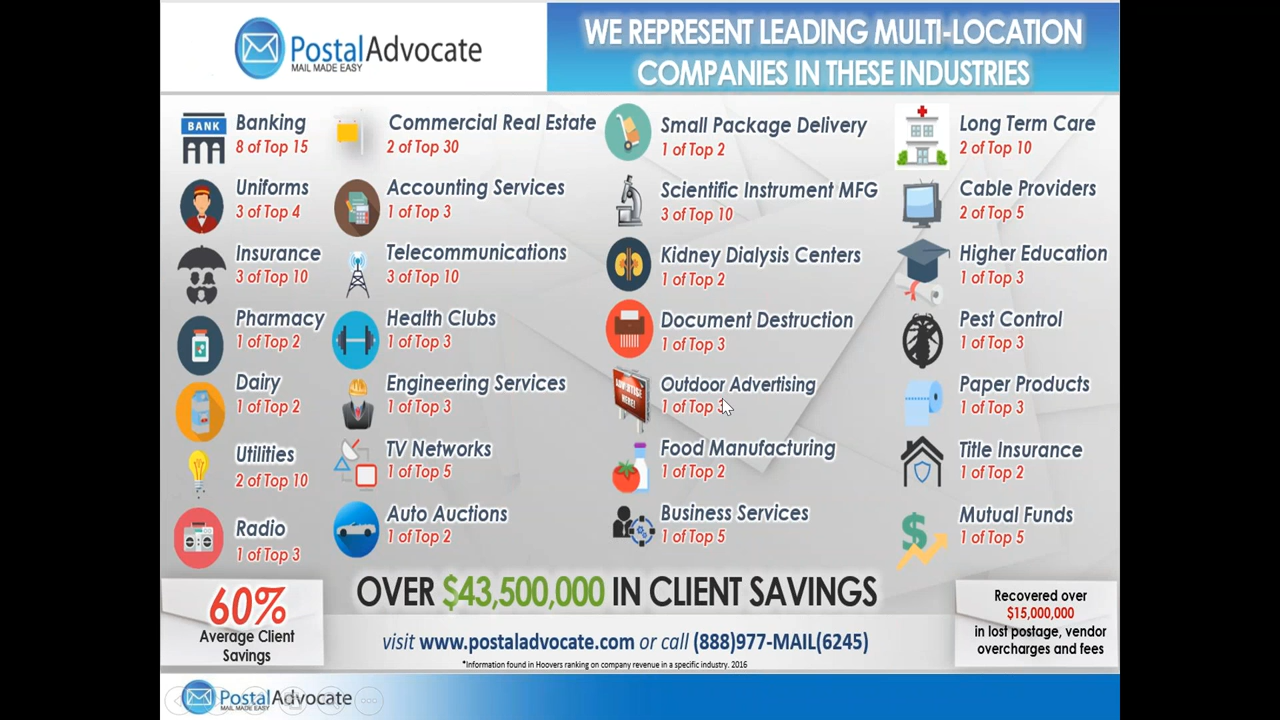 PostalAdvocate
MAIL MADE EASY
WE REPRESENT LEADING MULTI-LOCATION
COMPANIES IN THESE INDUSTRIES
BANK
Banking
8 of Top 15
Uniforms
3 of Top 4
Insurance
3 of Top 10
Pharmacy
1 of Top 2
Dairy
1 of Top 2
Utilities
2 of Top 10
Radio
1 of Top 3
Commercial Real Estate
2 of Top 30
Accounting Services
1 of Top 3
Telecommunications
3 of Top 10
Health Clubs
1 of Top 3
Engineering Services
1 of Top 3
TV Networks
1 of Top 5
Auto Auctions
1 of Top 2
Small Package Delivery
1 of Top 2
Scientific Instrument MFG
3 of Top 10
Kidney Dialysis Centers
1 of Top 2
Document Destruction
1 of Top 3
ADVERTISE
HERE!
Outdoor Advertising
1 of Top
Food Manufacturing
1 of Top 2
Business Services
1 of Top 5
Long Term Care
2 of Top 10
Cable Providers
2 of Top 5
Higher Education
1 of Top 3
Pest Control
1 of Top 3
Paper Products
1 of Top 3
Title Insurance
1 of Top 2
Mutual Funds
1 of Top 5
60%
Average Client
Savings
OVER $43,500,000 IN CLIENT SAVINGS
visit www.postaladvocate.com or call (888)977-MAIL(6245)
*Information found in Hoovers ranking on company revenue in a specific industry. 2016
Recovered over
$15,000,000
in lost postage, vendor
overcharges and fees
PostalAdvocate
MAIL MADE EASY